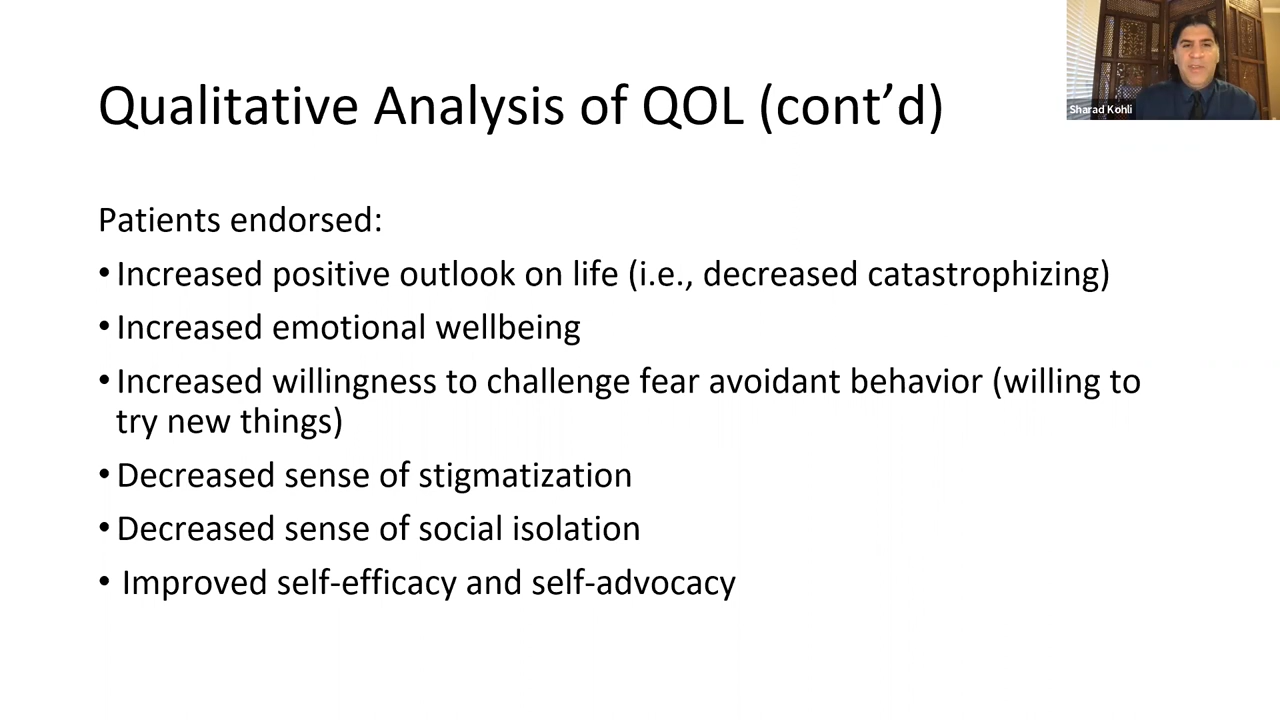 Qualitative Analysis of QOL (cont’d)
Sharad Kohli
Patients endorsed:
• Increased positive outlook on life (i.e., decreased catastrophizing)
• Increased emotional wellbeing
• Increased willingness to challenge fear avoidant behavior (willing to
try new things)
• Decreased sense of stigmatization
• Decreased sense of social isolation
• Improved self-efficacy and self-advocacy